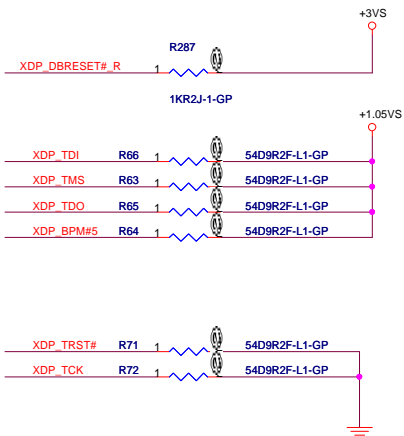 +3VS
R287
XDP_DBRESET#_R 1
1KR2J-1-GP
+1.05VS
XDP_TDI R66 1 54D9R2F-L1-GP
XDP_TMS R63 1 54D9R2F-L1-GP
XDP_TDO R65 1 54D9R2F-L1-GP
XDP_BPM#5 R64 1 54D9R2F-L1-GP
XDP_TRST# R71 1 54D9R2F-L1-GP
XDP_TCK R72 1 54D9R2F-L1-GP